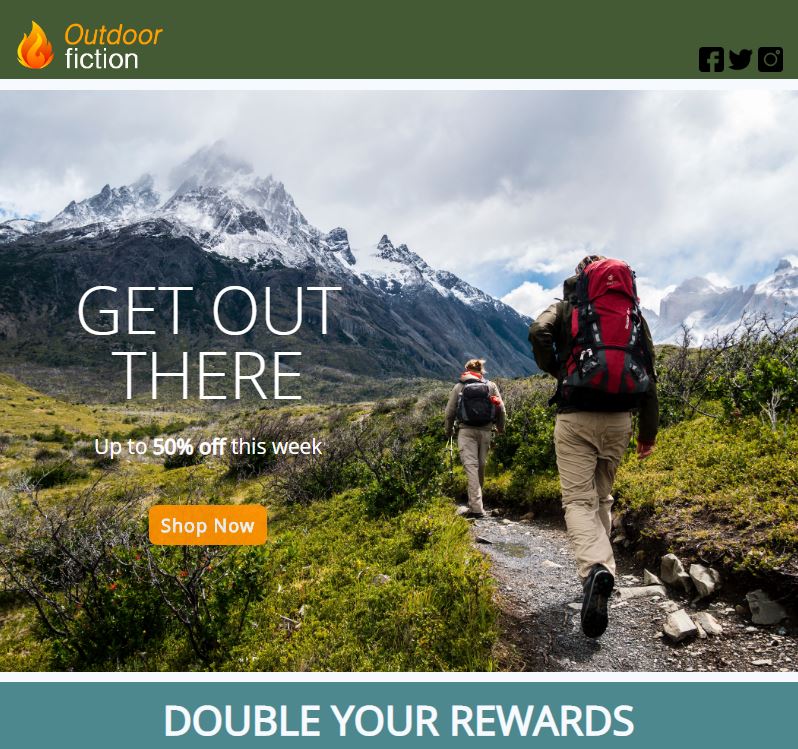 Outdoor
fiction
GET OUT
THERE
Up to 50% off this week
Shop Now
DOUBLE YOUR REWARDS